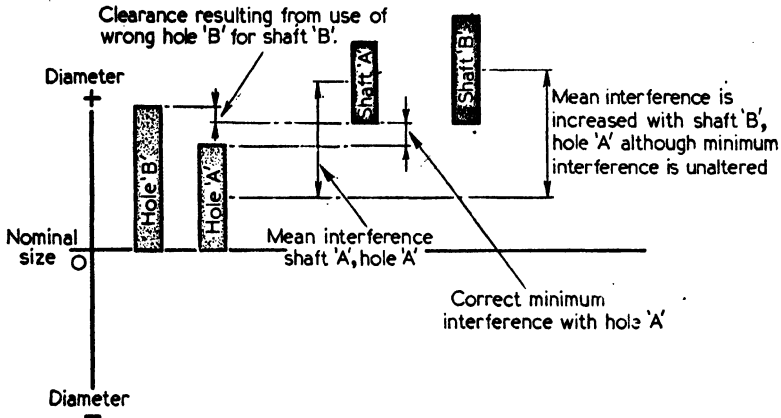 Clearance resulting from use of
wrong hole 'B' for shaft 'B'.
Diameter
+
Hole 'B'
Hole 'A'
Shaft 'A'
Shaft 'B'
Mean interference is
increased with shaft 'B',
hole 'A' although minimum
interference is unaltered
Nominal
size
O
Mean interference
shaft 'A', hole 'A'
Correct minimum
interference with hole 'A'
Diameter
−